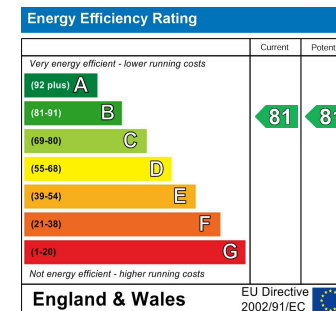 Energy Efficiency Rating
Current Potent
Very energy efficient - lower running costs
(92 plus) A
(81-91) B 81 81
(69-80) C
(55-68) D
(39-54) E
(21-38) F
(1-20) G
Not energy efficient - higher running costs
England & Wales
EU Directive
2002/91/EC